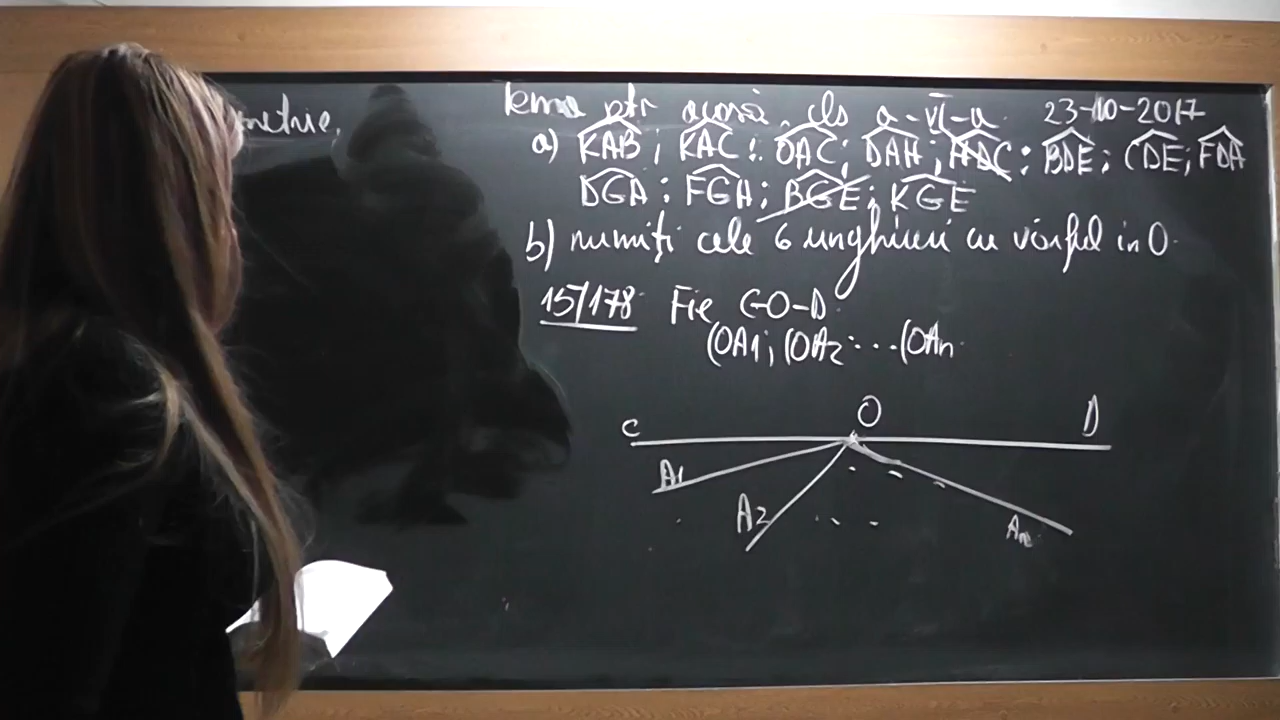 metrie.
Tema ptr acasă, cls a-VI-a 23-10-2017
a) KAB; KAC; OAC; DAH; HDC; BDE; CDE; FDA
DGA; FGH; BGE; KGE
b) numiți cele 6 unghiuri cu vârful in O.
15/178 Fie C-O-D
(OA1; (OA2 .... (OAn
C O D
A1
A2
An